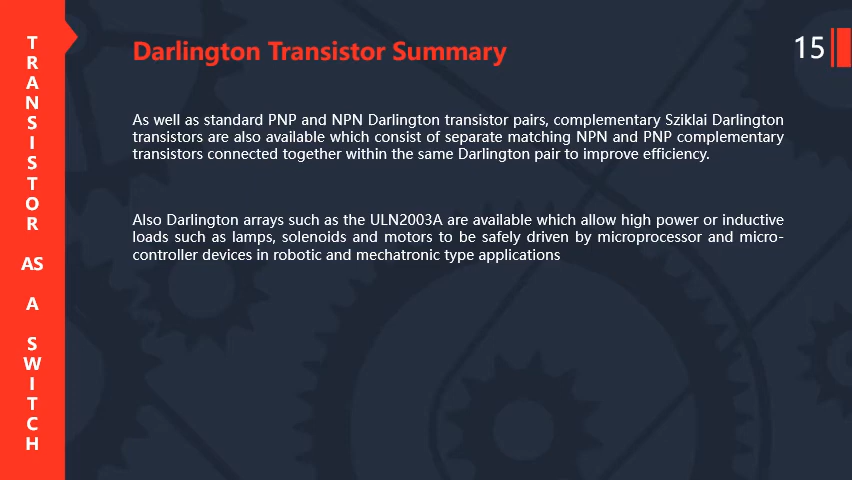 TRANSISTOR AS A SWITCH
Darlington Transistor Summary
15
As well as standard PNP and NPN Darlington transistor pairs, complementary Sziklai Darlington
transistors are also available which consist of separate matching NPN and PNP complementary
transistors connected together within the same Darlington pair to improve efficiency.
Also Darlington arrays such as the ULN2003A are available which allow high power or inductive
loads such as lamps, solenoids and motors to be safely driven by microprocessor and micro-
controller devices in robotic and mechatronic type applications